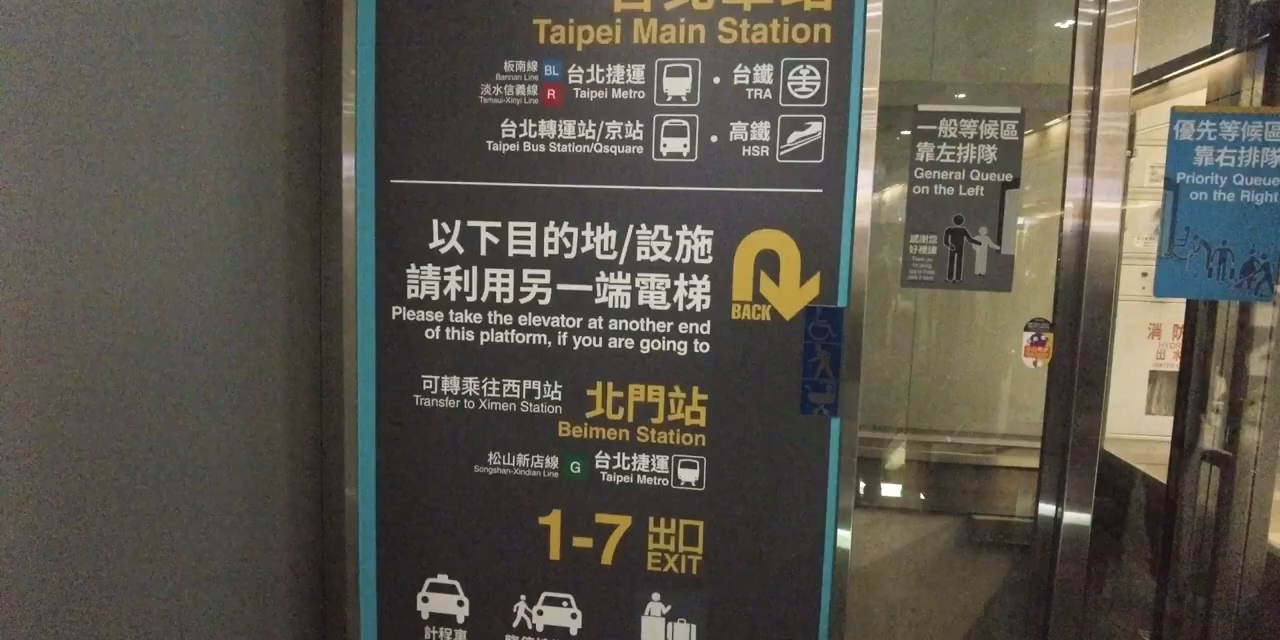 Taipei Main Station
板南線 BL 台北捷運 · 台鐵
Bannan Line Taipei Metro TRA
淡水信義線 R
Tamsui-Xinyi Line
台北轉運站/京站 · 高鐵
Taipei Bus Station/Qsquare HSR
以下目的地/設施
請利用另一端電梯
BACK
Please take the elevator at another end
of this platform, if you are going to
可轉乘往西門站 北門站
Transfer to Ximen Station
Beimen Station
松山新店線 G 台北捷運
Songshan-Xindian Line Taipei Metro
1-7 出口
EXIT
計程車
一般等候區
靠左排隊
General Queue
on the Left
感謝您
好禮讓
優先等候區
靠右排隊
Priority Queue
on the Right
消防